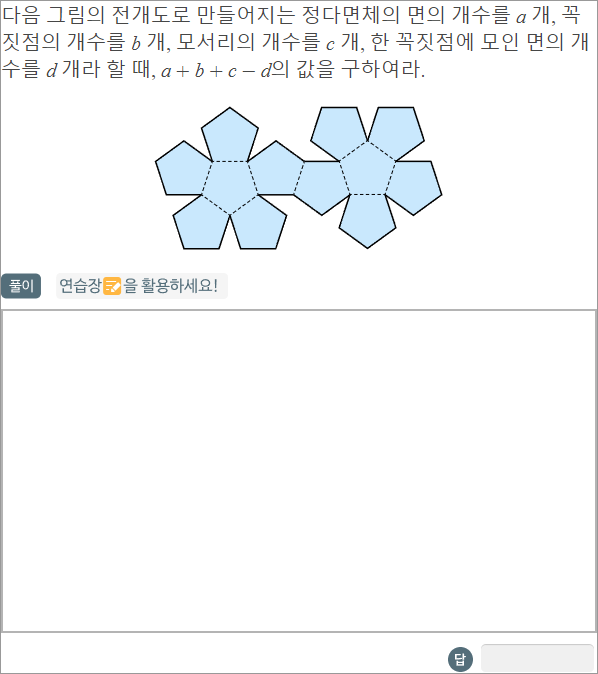 다음 그림의 전개도로 만들어지는 정다면체의 면의 개수를 a 개, 꼭
짓점의 개수를 b 개, 모서리의 개수를 c 개, 한 꼭짓점에 모인 면의 개
수를 d 개라 할 때, a + b + c − d의 값을 구하여라.
풀이 연습장을 활용하세요!
답